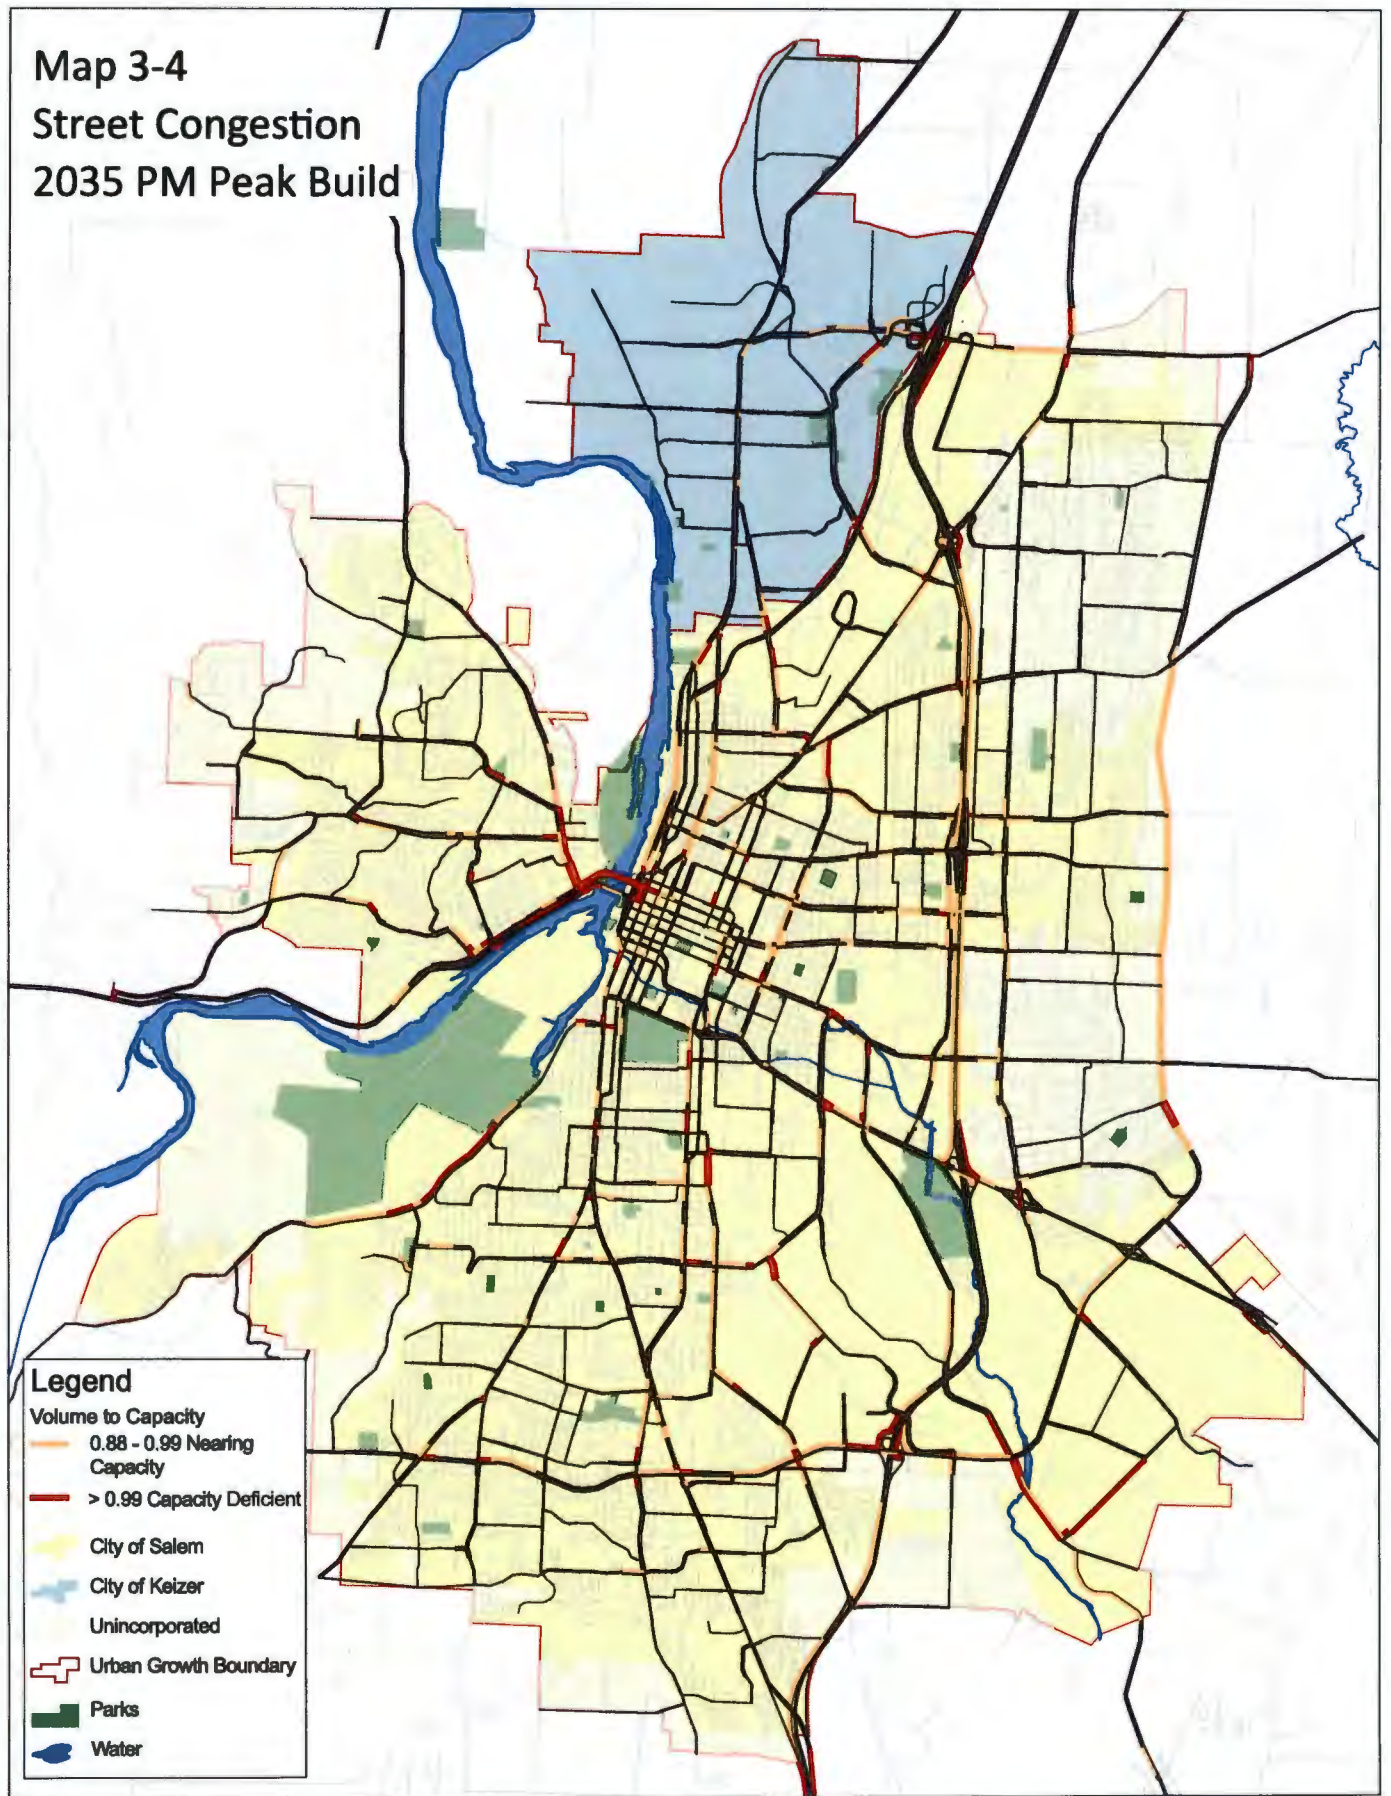 Map 3-4
Street Congestion
2035 PM Peak Build
Legend
Volume to Capacity
0.88 - 0.99 Nearing
Capacity
> 0.99 Capacity Deficient
City of Salem
City of Keizer
Unincorporated
Urban Growth Boundary
Parks
Water